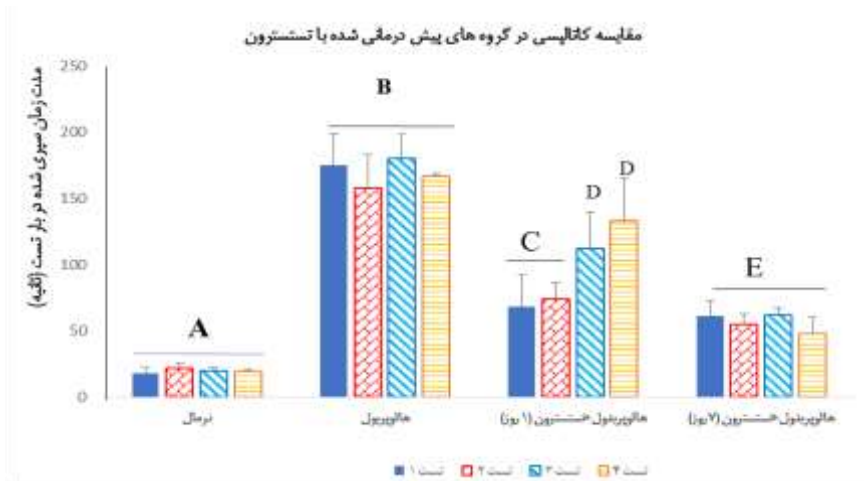 مقایسه کاتالپسی در گروه های پیش درمانی شده با تستسترون
مدت زمان سپری شده در بار تست (ثانیه)
250
200
150
100
50
0
A
B
C
D
D
E
نرمال
هالوپریدول
هالوپریدول+تستسترون (۱ روز)
هالوپریدول+تستسترون (۷ روز)
تست ۱
تست ۲
تست ۳
تست ۴